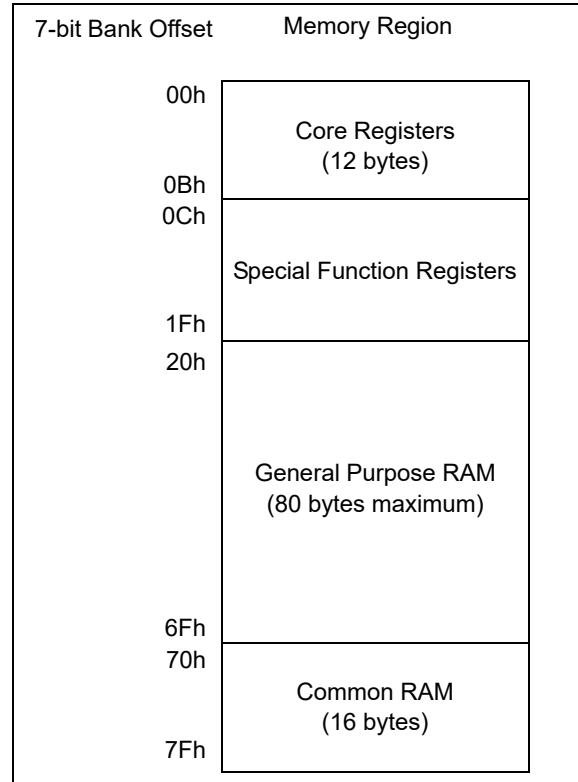 7-bit Bank Offset Memory Region
00h
Core Registers
(12 bytes)
0Bh
0Ch
Special Function Registers
1Fh
20h
General Purpose RAM
(80 bytes maximum)
6Fh
70h
Common RAM
(16 bytes)
7Fh